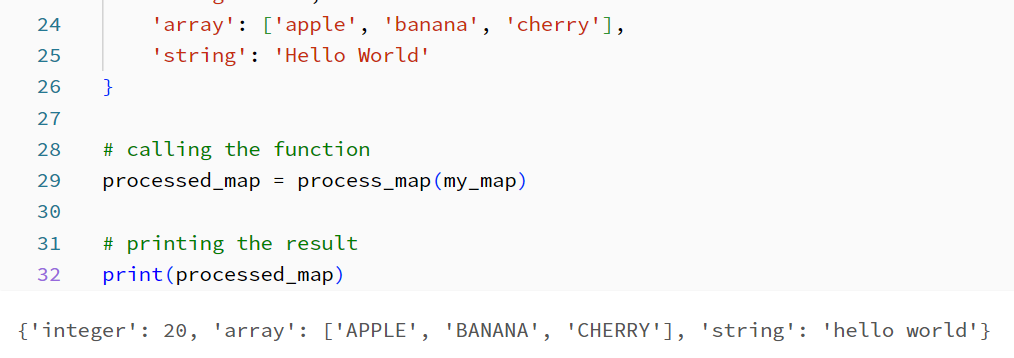 24 'array': ['apple', 'banana', 'cherry'],
25 'string': 'Hello World'
26 }
27
28 # calling the function
29 processed_map = process_map(my_map)
30
31 # printing the result
32 print(processed_map)
{'integer': 20, 'array': ['APPLE', 'BANANA', 'CHERRY'], 'string': 'hello world'}